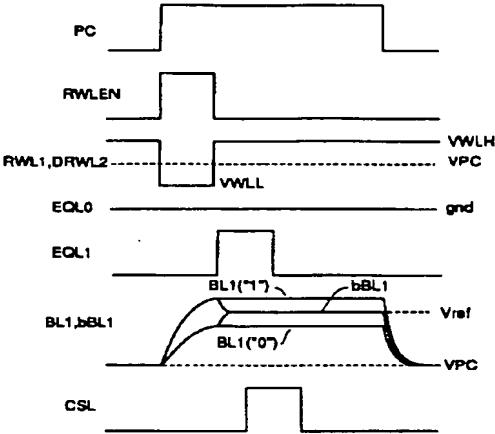 PC
RWLEN
VWLH
RWL1,DRWL2
VPC
VWLL
EQL0
gnd
EQL1
BL1("1")
bBL1
BL1,bBL1
Vref
BL1("0")
VPC
CSL